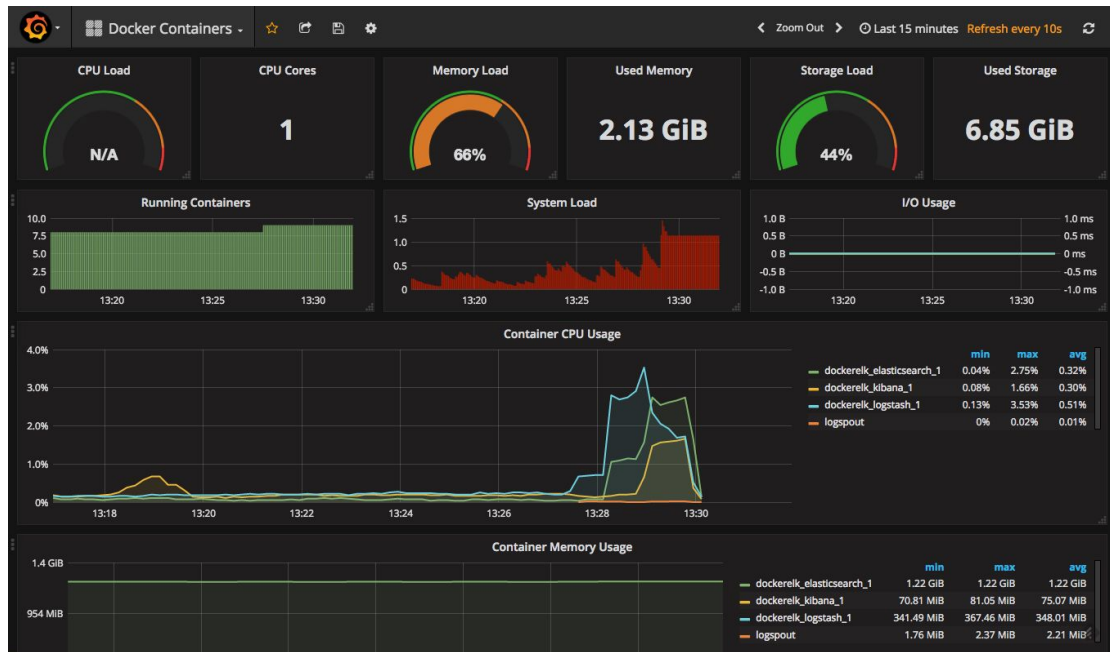 Docker Containers
Zoom Out
Last 15 minutes Refresh every 10s
CPU Load
N/A
CPU Cores
1
Memory Load
66%
Used Memory
2.13 GiB
Storage Load
44%
Used Storage
6.85 GiB
Running Containers
10.0
7.5
5.0
2.5
0
13:20 13:25 13:30
System Load
1.5
1.0
0.5
0
13:20 13:25 13:30
I/O Usage
1.0 B 1.0 ms
0.5 B 0.5 ms
0 B 0 ms
-0.5 B -0.5 ms
-1.0 B -1.0 ms
13:20 13:25 13:30
Container CPU Usage
4.0%
3.0%
2.0%
1.0%
0%
13:18 13:20 13:22 13:24 13:26 13:28 13:30
min max avg
dockerelk_elasticsearch_1 0.04% 2.75% 0.32%
dockerelk_kibana_1 0.08% 1.66% 0.30%
dockerelk_logstash_1 0.13% 3.53% 0.51%
logspout 0% 0.02% 0.01%
Container Memory Usage
1.4 GiB
954 MiB
min max avg
dockerelk_elasticsearch_1 1.22 GiB 1.22 GiB 1.22 GiB
dockerelk_kibana_1 70.81 MiB 81.05 MiB 75.07 MiB
dockerelk_logstash_1 341.49 MiB 367.46 MiB 348.01 MiB
logspout 1.76 MiB 2.37 MiB 2.21 MiB